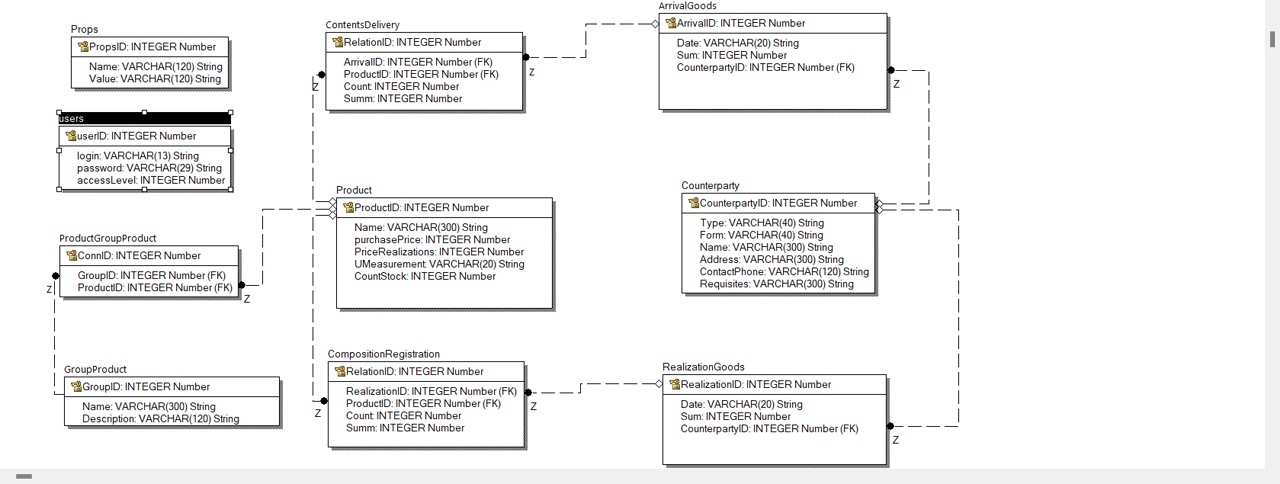 Props
PropsID: INTEGER Number
Name: VARCHAR(120) String
Value: VARCHAR(120) String
users
userID: INTEGER Number
login: VARCHAR(13) String
password: VARCHAR(29) String
accessLevel: INTEGER Number
ProductGroupProduct
ConnID: INTEGER Number
GroupID: INTEGER Number (FK)
ProductID: INTEGER Number (FK)
Z
Z
GroupProduct
GroupID: INTEGER Number
Name: VARCHAR(300) String
Description: VARCHAR(120) String
ContentsDelivery
RelationID: INTEGER Number
ArrivalID: INTEGER Number (FK)
ProductID: INTEGER Number (FK)
Count: INTEGER Number
Summ: INTEGER Number
Z
Z
Product
ProductID: INTEGER Number
Name: VARCHAR(300) String
purchasePrice: INTEGER Number
PriceRealizations: INTEGER Number
UMeasurement: VARCHAR(20) String
CountStock: INTEGER Number
CompositionRegistration
RelationID: INTEGER Number
RealizationID: INTEGER Number (FK)
ProductID: INTEGER Number (FK)
Count: INTEGER Number
Summ: INTEGER Number
Z
Z
ArrivalGoods
ArrivalID: INTEGER Number
Date: VARCHAR(20) String
Sum: INTEGER Number
CounterpartyID: INTEGER Number (FK)
Z
Counterparty
CounterpartyID: INTEGER Number
Type: VARCHAR(40) String
Form: VARCHAR(40) String
Name: VARCHAR(300) String
Address: VARCHAR(300) String
ContactPhone: VARCHAR(120) String
Requisites: VARCHAR(300) String
RealizationGoods
RealizationID: INTEGER Number
Date: VARCHAR(20) String
Sum: INTEGER Number
CounterpartyID: INTEGER Number (FK)
Z